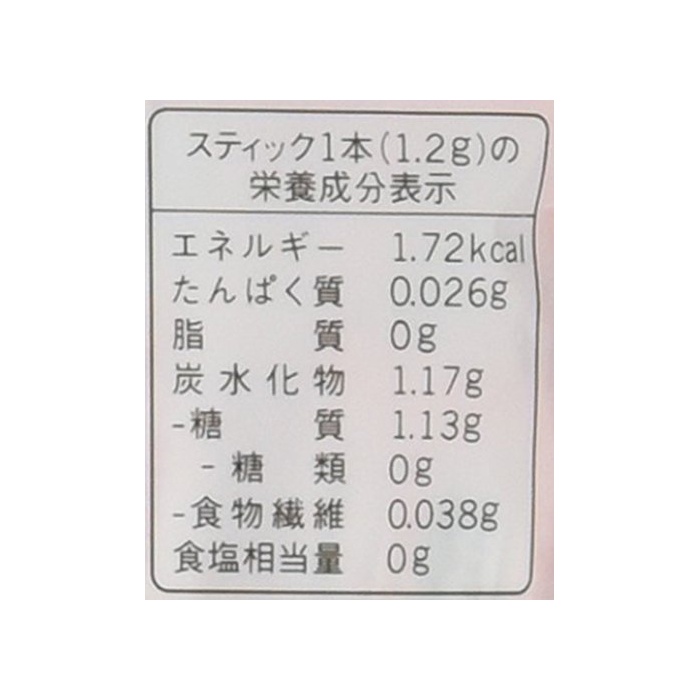 スティック1本(1.2g)の
栄養成分表示
エネルギー 1.72kcal
たんぱく質 0.026g
脂質 0g
炭水化物 1.17g
-糖質 1.13g
-糖類 0g
-食物繊維 0.038g
食塩相当量 0g